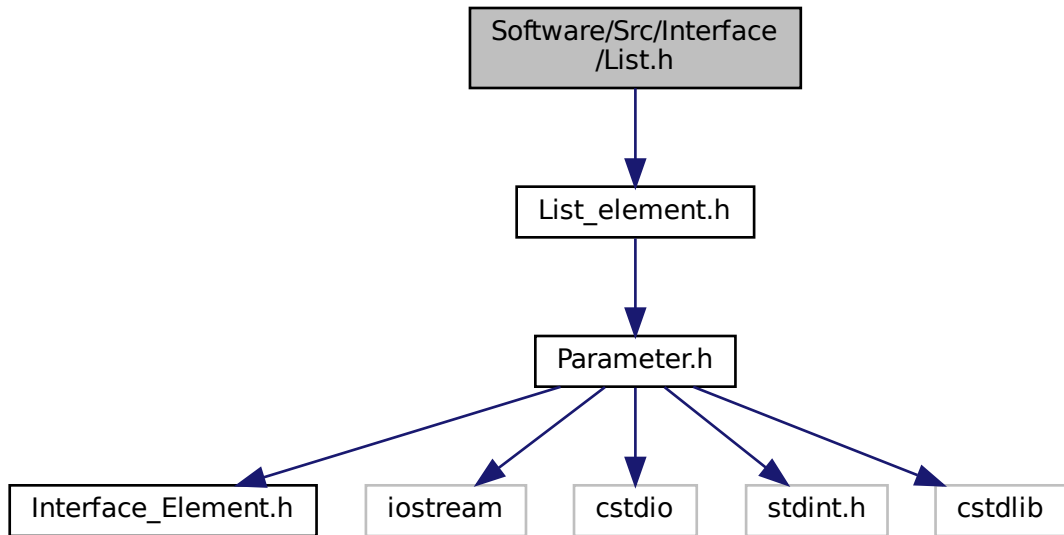 Software/Src/Interface
/List.h
List_element.h
Parameter.h
Interface_Element.h
iostream
cstdio
stdint.h
cstdlib